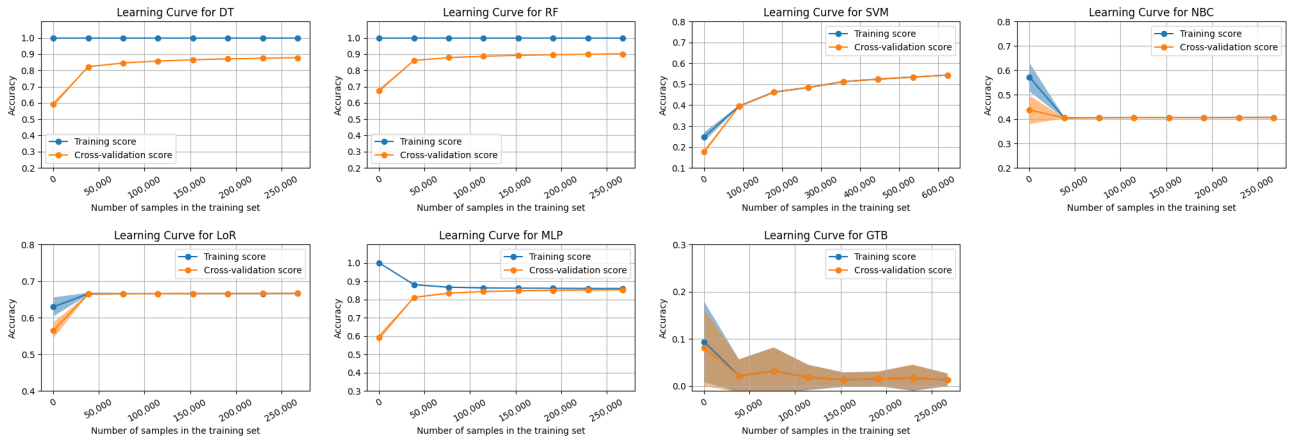 Learning Curve for DT
1.0
0.9
0.8
0.7
0.6
0.5
0.4
0.3
0.2
Accuracy
Training score
Cross-validation score
0
50,000
100,000
150,000
200,000
250,000
Number of samples in the training set
Learning Curve for RF
1.0
0.9
0.8
0.7
0.6
0.5
0.4
0.3
0.2
Accuracy
Training score
Cross-validation score
0
50,000
100,000
150,000
200,000
250,000
Number of samples in the training set
Learning Curve for SVM
0.8
0.7
0.6
0.5
0.4
0.3
0.2
0.1
Accuracy
Training score
Cross-validation score
0
100,000
200,000
300,000
400,000
500,000
600,000
Number of samples in the training set
Learning Curve for NBC
0.8
0.7
0.6
0.5
0.4
0.3
0.2
Accuracy
Training score
Cross-validation score
0
50,000
100,000
150,000
200,000
250,000
Number of samples in the training set
Learning Curve for LoR
0.8
0.7
0.6
0.5
0.4
Accuracy
Training score
Cross-validation score
0
50,000
100,000
150,000
200,000
250,000
Number of samples in the training set
Learning Curve for MLP
1.0
0.9
0.8
0.7
0.6
0.5
0.4
0.3
Accuracy
Training score
Cross-validation score
0
50,000
100,000
150,000
200,000
250,000
Number of samples in the training set
Learning Curve for GTB
0.3
0.2
0.1
0.0
Accuracy
Training score
Cross-validation score
0
50,000
100,000
150,000
200,000
250,000
Number of samples in the training set